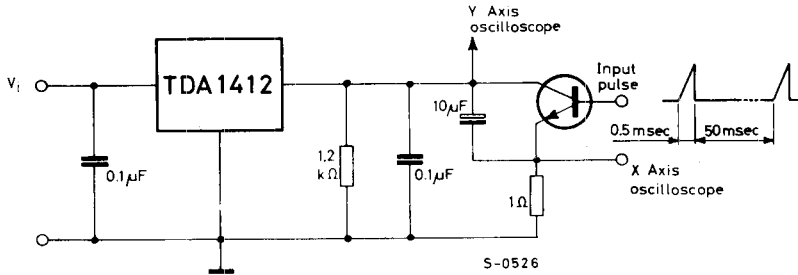 Y Axis
oscilloscope
Vi
TDA1412
Input
pulse
10µF
0.5msec
50msec
0.1µF
1.2
kΩ
0.1µF
1Ω
X Axis
oscilloscope
S-0526